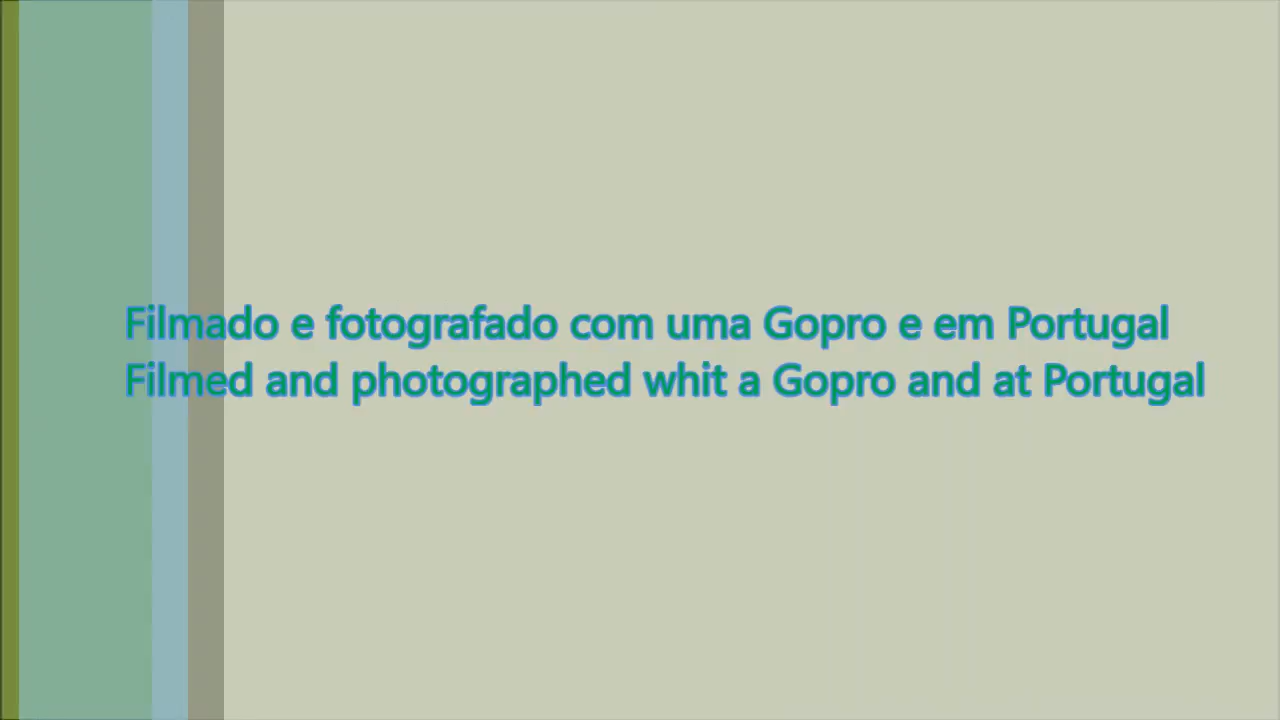 Filmado e fotografado com uma Gopro e em Portugal
Filmed and photographed whit a Gopro and at Portugal